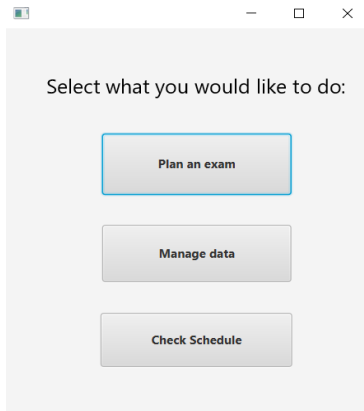 Select what you would like to do:
Plan an exam
Manage data
Check Schedule